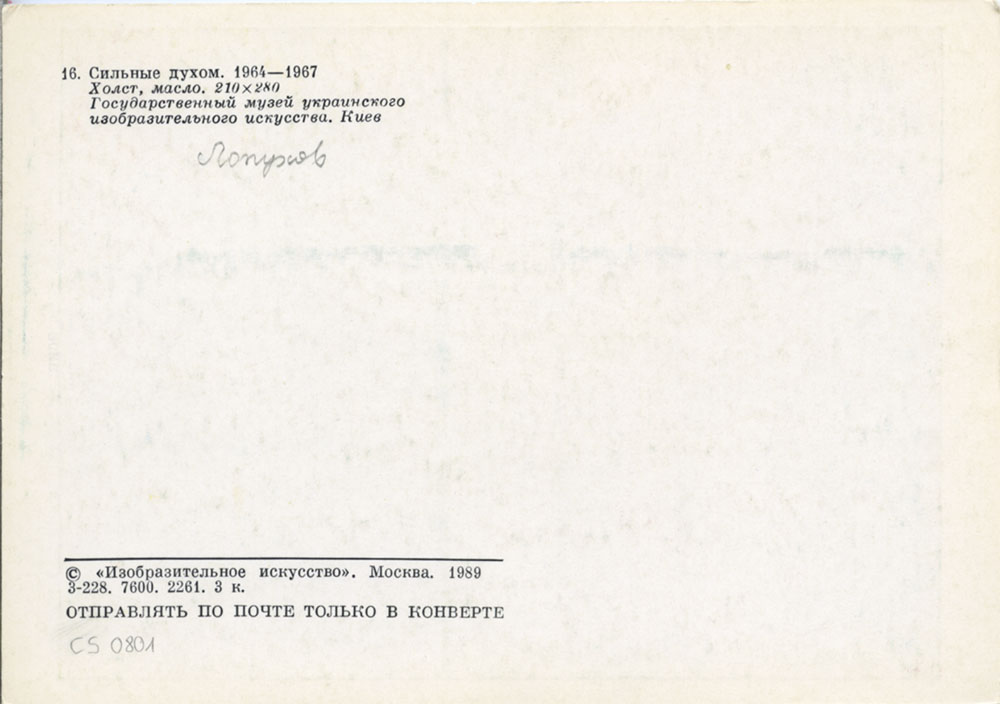 16. Сильные духом. 1964—1967
Холст, масло. 210×280
Государственный музей украинского
изобразительного искусства. Киев
Лопухов
© «Изобразительное искусство». Москва. 1989
3-228. 7600. 2261. 3 к.
ОТПРАВЛЯТЬ ПО ПОЧТЕ ТОЛЬКО В КОНВЕРТЕ
CS 0801